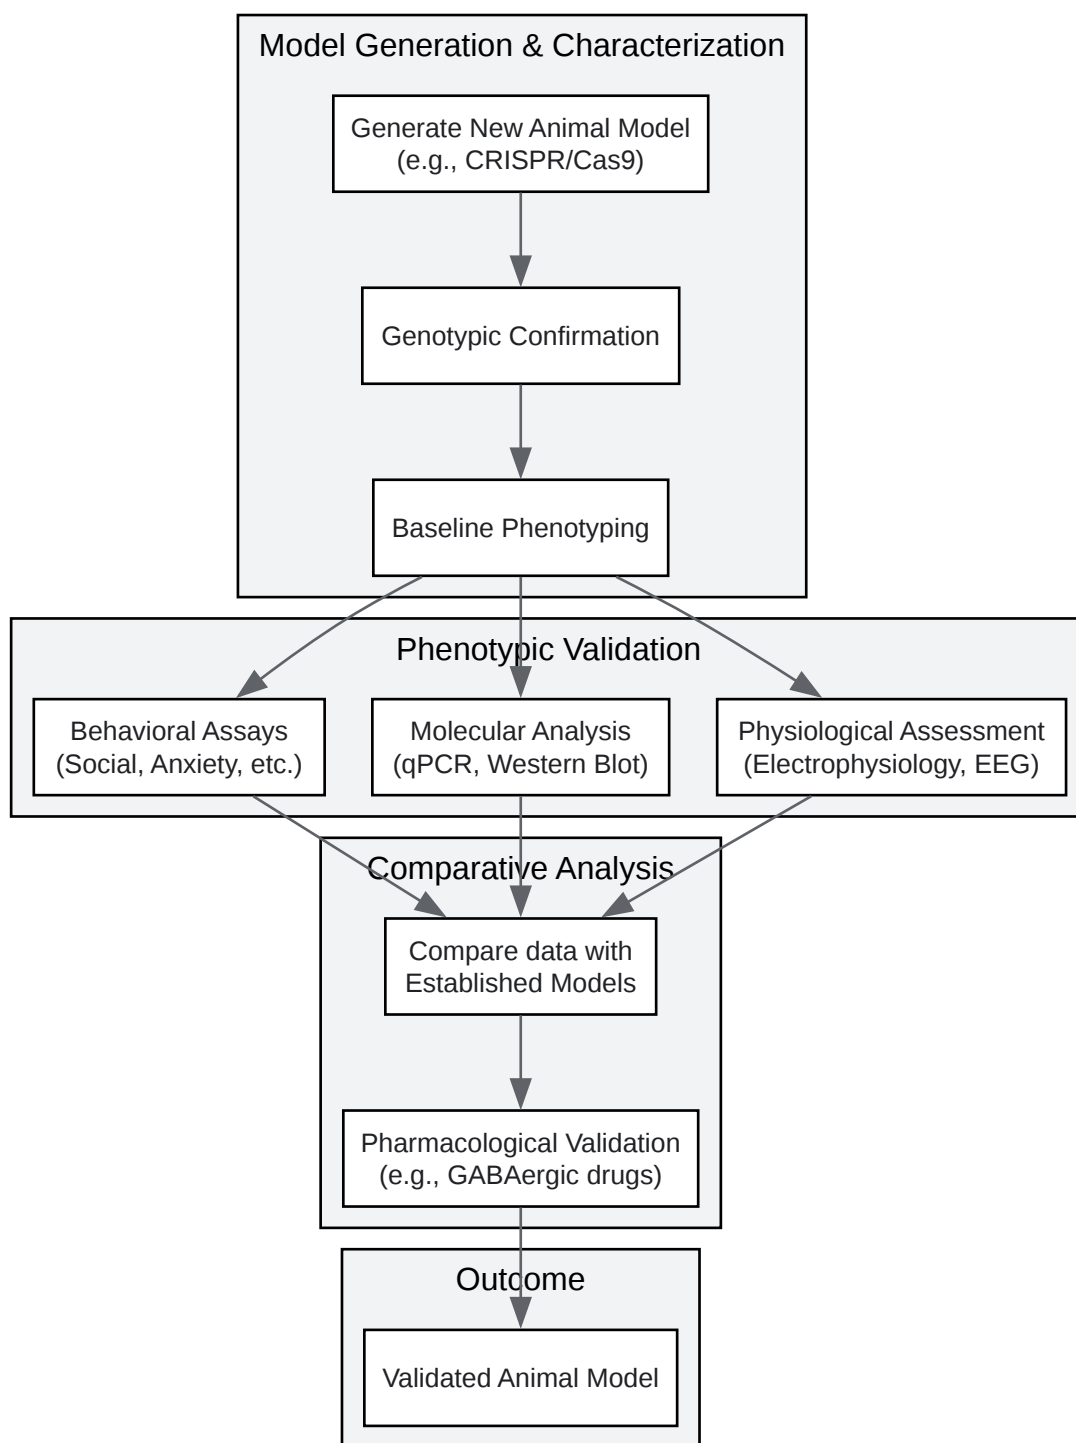 Model Generation & Characterization
Generate New Animal Model
(e.g., CRISPR/Cas9)
Genotypic Confirmation
Baseline Phenotyping
Phenotypic Validation
Behavioral Assays
(Social, Anxiety, etc.)
Molecular Analysis
(qPCR, Western Blot)
Physiological Assessment
(Electrophysiology, EEG)
Comparative Analysis
Compare data with
Established Models
Pharmacological Validation
(e.g., GABAergic drugs)
Outcome
Validated Animal Model